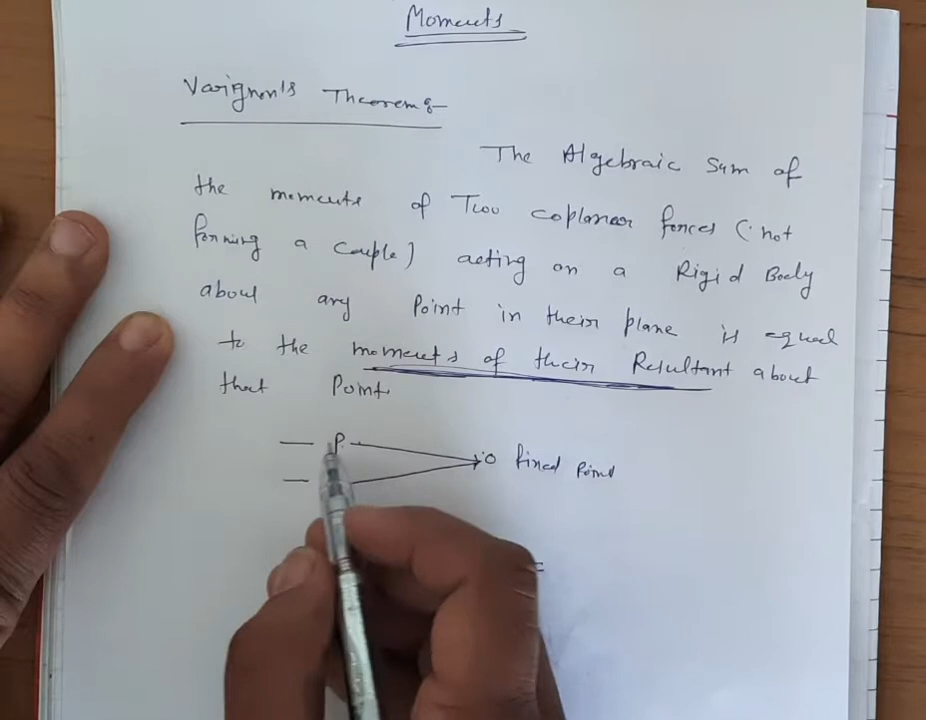 Moments
Varignon's Theorem :-
The Algebraic Sum of
the moments of Two coplaner forces (not
forming a couple) acting on a Rigid Body
about any Point in their plane is equal
to the moments of their Resultant about
that Point
P O fixed Point
=